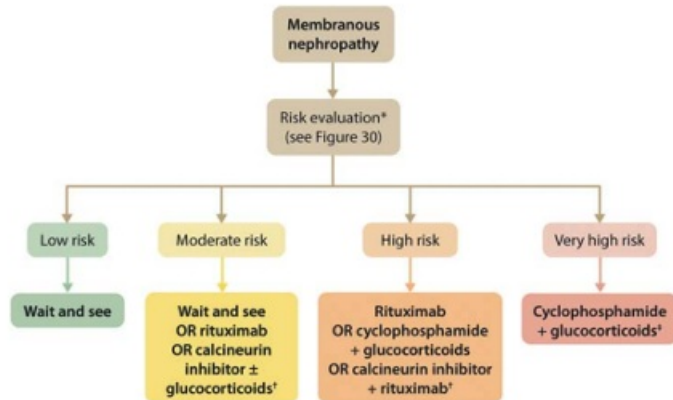 Membranous
nephropathy
Risk evaluation*
(see Figure 30)
Low risk
Moderate risk
High risk
Very high risk
Wait and see
Wait and see
OR rituximab
OR calcineurin
inhibitor ±
glucocorticoids†
Rituximab
OR cyclophosphamide
+ glucocorticoids
OR calcineurin inhibitor
+ rituximab†
Cyclophosphamide
+ glucocorticoids‡